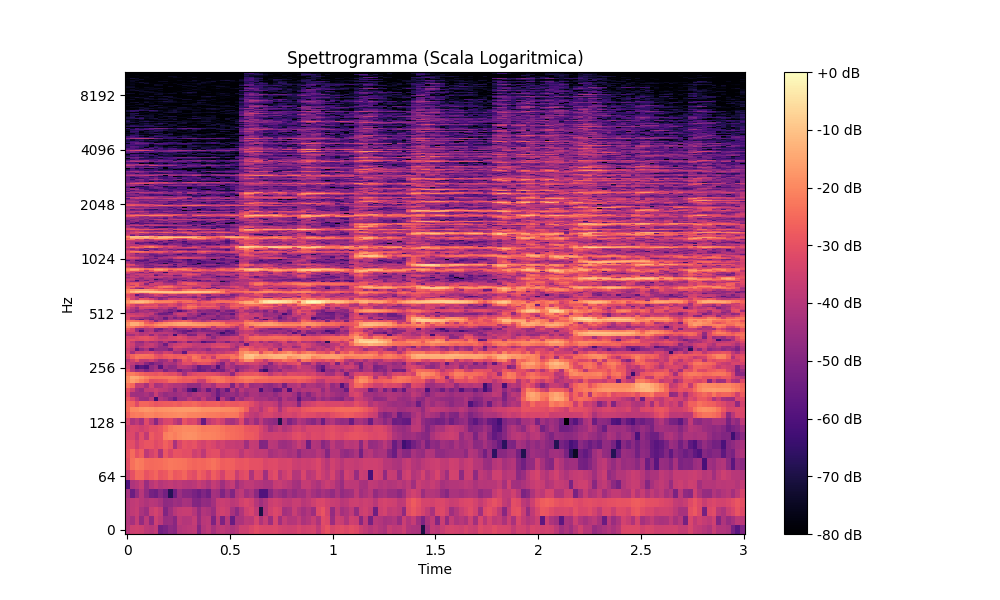 Spettrogramma (Scala Logaritmica)
Hz
8192
4096
2048
1024
512
256
128
64
0
0
0.5
1
1.5
2
2.5
3
Time
+0 dB
-10 dB
-20 dB
-30 dB
-40 dB
-50 dB
-60 dB
-70 dB
-80 dB